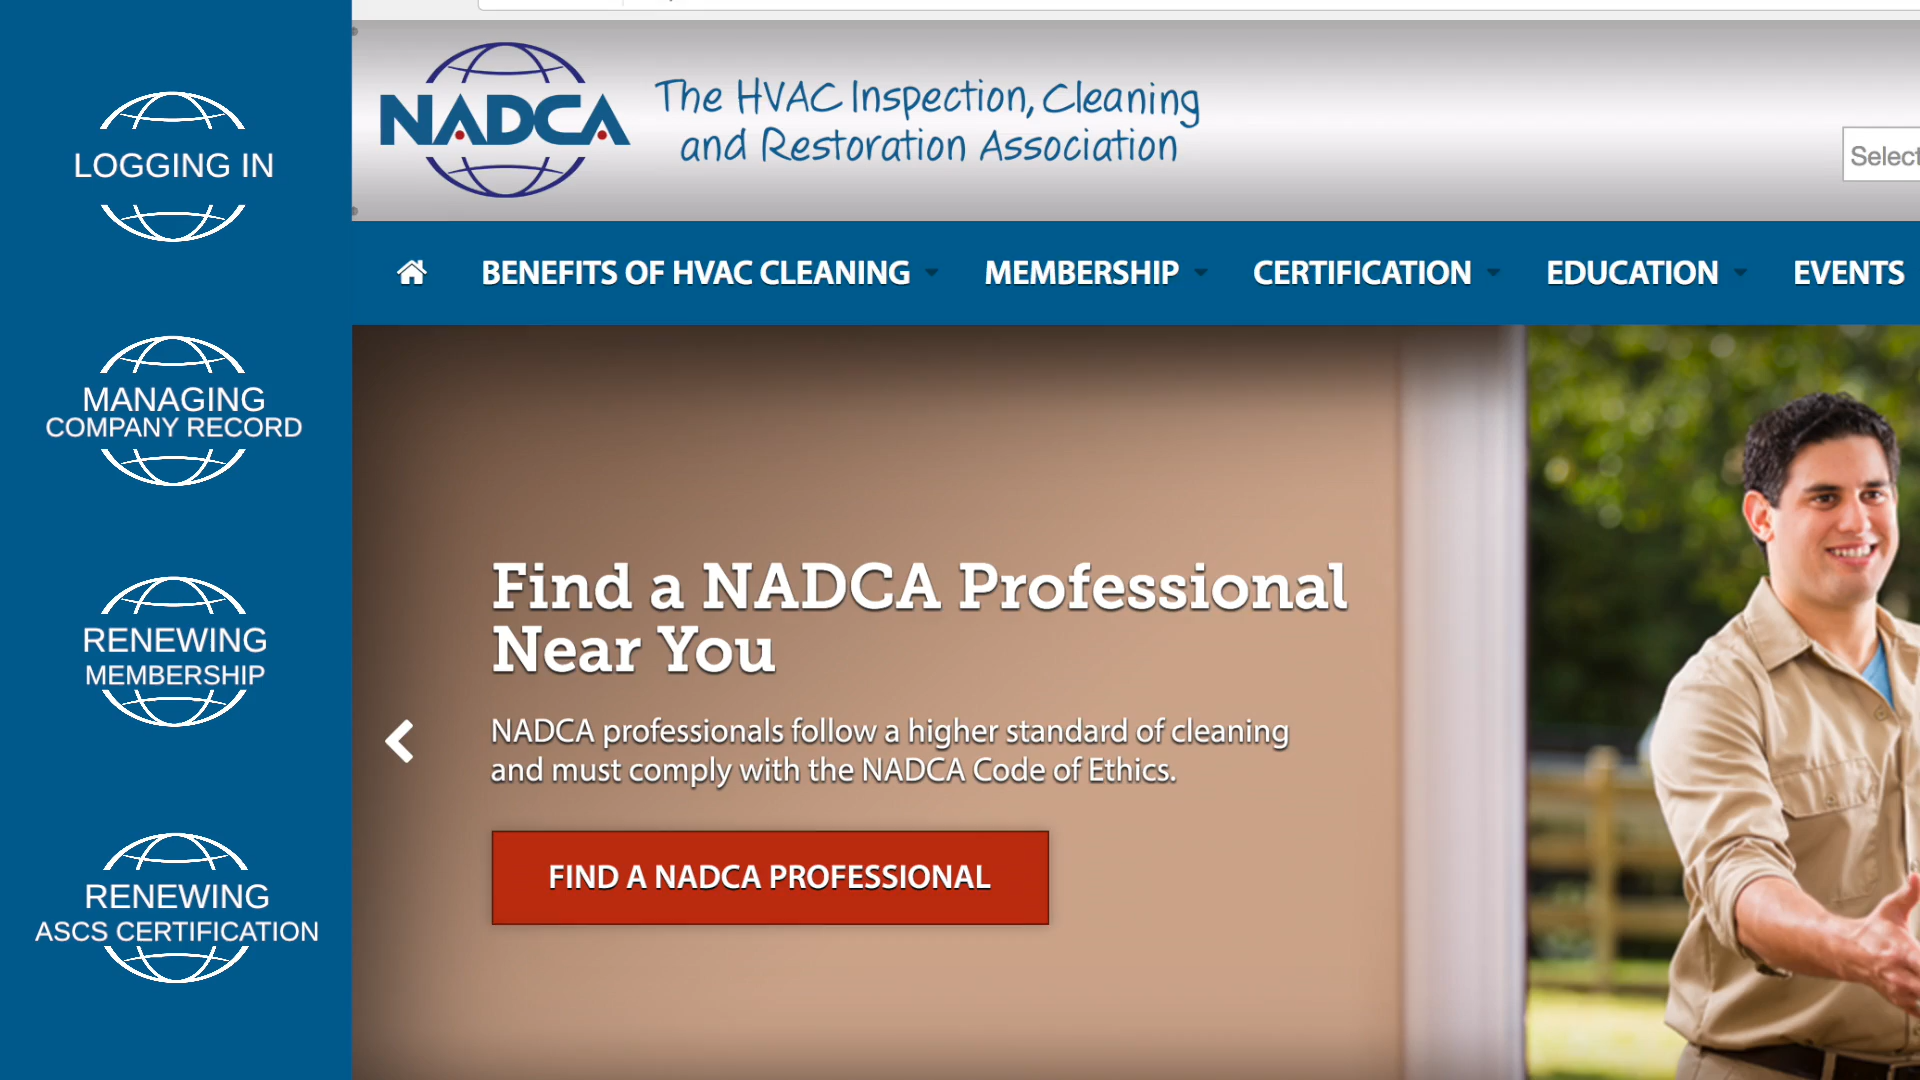 LOGGING IN
MANAGING
COMPANY RECORD
RENEWING
MEMBERSHIP
RENEWING
ASCS CERTIFICATION
NADCA
The HVAC Inspection, Cleaning
and Restoration Association
Select
BENEFITS OF HVAC CLEANING MEMBERSHIP CERTIFICATION EDUCATION EVENTS
Find a NADCA Professional
Near You
NADCA professionals follow a higher standard of cleaning
and must comply with the NADCA Code of Ethics.
FIND A NADCA PROFESSIONAL